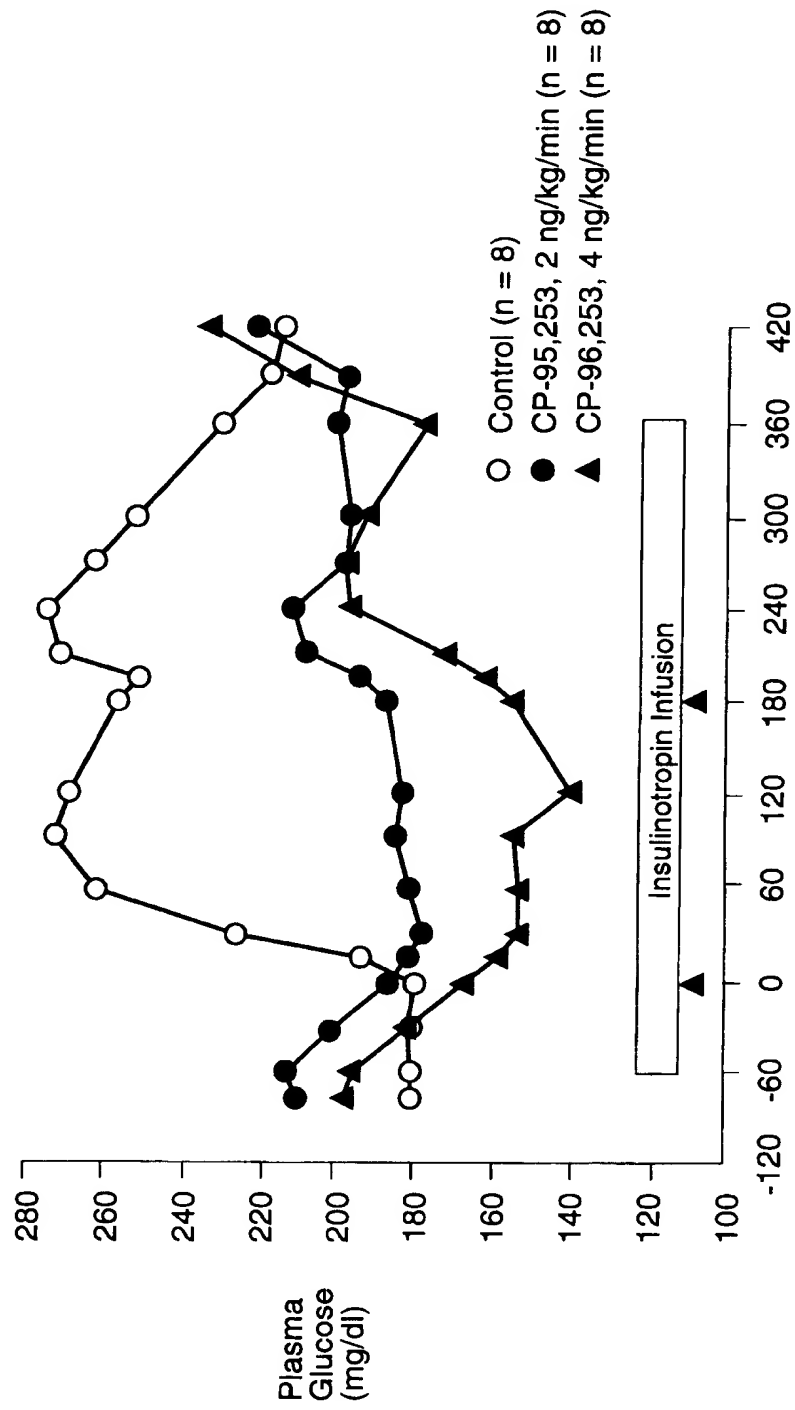 280
260
240
220
200
180
160
140
120
100
Plasma
Glucose
(mg/dl)
Insulinotropin Infusion
-120
-60
0
60
120
180
240
300
360
420
Control (n = 8)
CP-95,253, 2 ng/kg/min (n = 8)
CP-96,253, 4 ng/kg/min (n = 8)